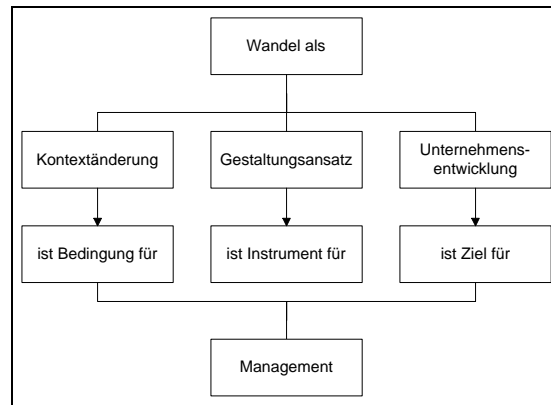 Wandel als
Kontextänderung
Gestaltungsansatz
Unternehmens-
entwicklung
ist Bedingung für
ist Instrument für
ist Ziel für
Management